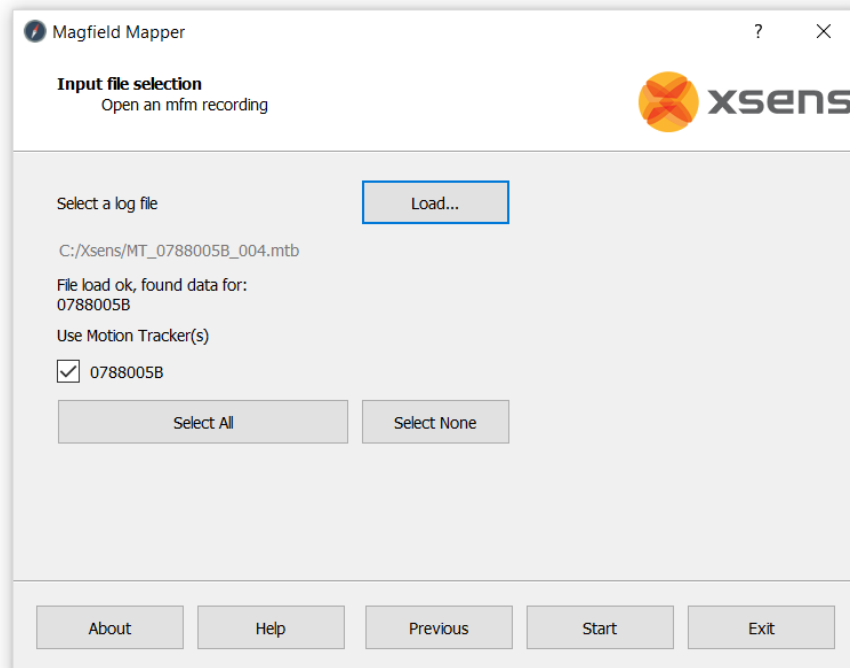 Magfield Mapper
?
Input file selection
Open an mfm recording
xsens
Select a log file
Load...
C:/Xsens/MT_0788005B_004.mtb
File load ok, found data for:
0788005B
Use Motion Tracker(s)
0788005B
Select All
Select None
About
Help
Previous
Start
Exit